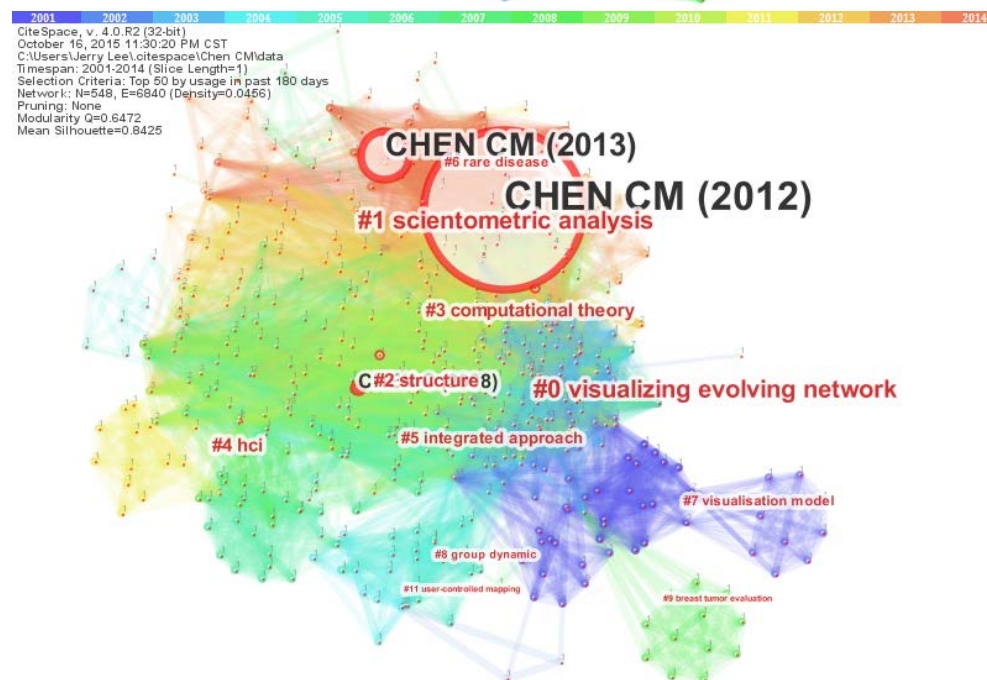 2001 2002 2003 2004 2005 2006 2007 2008 2009 2010 2011 2012 2013 2014
CiteSpace, v. 4.0.R2 (32-bit)
October 16, 2015 11:30:20 PM CST
C:\Users\Jerry Lee\.citespace\Chen CM\data
Timespan: 2001-2014 (Slice Length=1)
Selection Criteria: Top 50 by usage in past 180 days
Network: N=548, E=6840 (Density=0.0456)
Pruning: None
Modularity Q=0.6472
Mean Silhouette=0.8425
CHEN CM (2013)
#6 rare disease
CHEN CM (2012)
#1 scientometric analysis
#3 computational theory
C #2 structure 8)
#0 visualizing evolving network
#5 integrated approach
#4 hci
#7 visualisation model
#8 group dynamic
#11 user-controlled mapping
#9 breast tumor evaluation